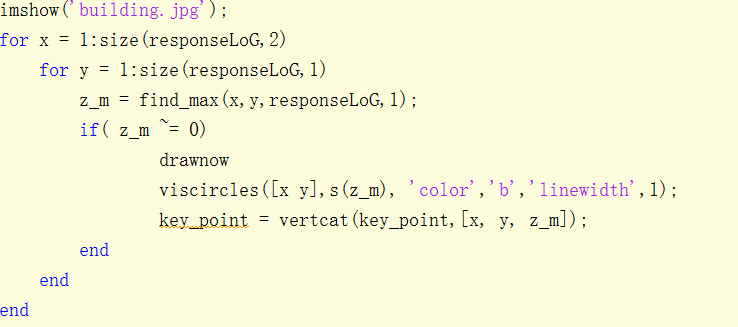 imshow('building.jpg');
for x = 1:size(responseLoG,2)
    for y = 1:size(responseLoG,1)
        z_m = find_max(x,y,responseLoG,1);
        if( z_m ~= 0)
                drawnow
                viscircles([x y],s(z_m), 'color','b','linewidth',1);
                key_point = vertcat(key_point,[x, y, z_m]);
        end
    end
end